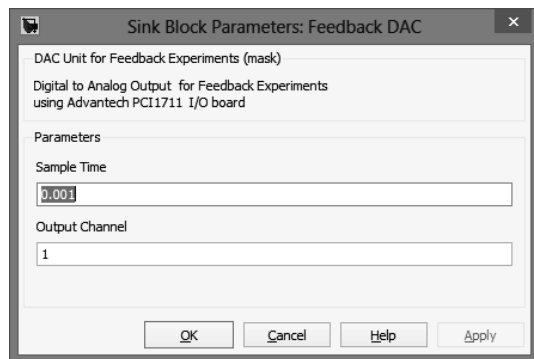 Sink Block Parameters: Feedback DAC
DAC Unit for Feedback Experiments (mask)
Digital to Analog Output for Feedback Experiments
using Advantech PCI1711 I/O board
Parameters
Sample Time
0.001
Output Channel
1
OK Cancel Help Apply